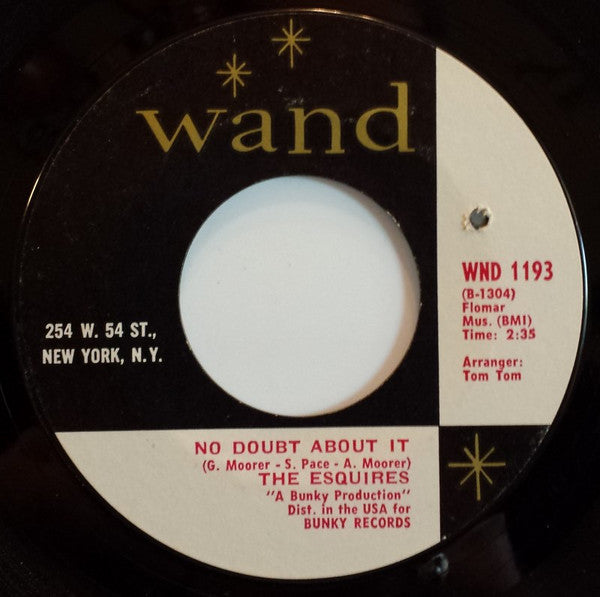 wand
WND 1193
(B-1304)
Flomar
Mus. (BMI)
Time: 2:35
Arranger:
Tom Tom
254 W. 54 ST.,
NEW YORK, N.Y.
NO DOUBT ABOUT IT
(G. Moorer - S. Pace - A. Moorer)
THE ESQUIRES
"A Bunky Production"
Dist. in the USA for
BUNKY RECORDS